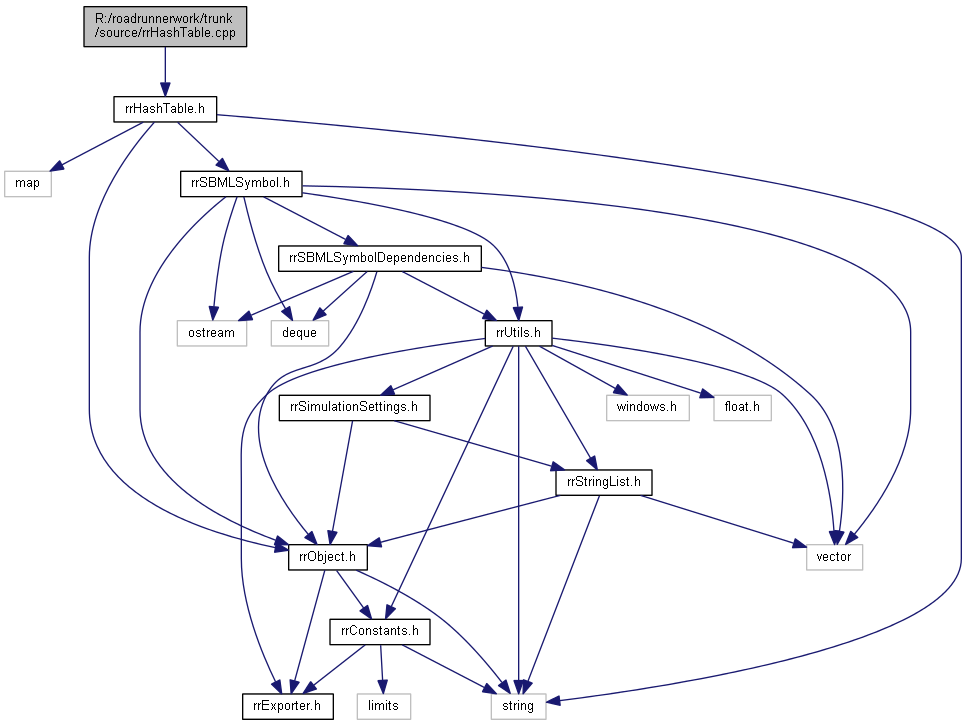 R:/roadrunnerwork/trunk
/source/rrHashTable.cpp
rrHashTable.h
map
rrSBMLSymbol.h
rrSBMLSymbolDependencies.h
ostream
deque
rrUtils.h
rrSimulationSettings.h
windows.h
float.h
rrStringList.h
rrObject.h
vector
rrConstants.h
rrExporter.h
limits
string